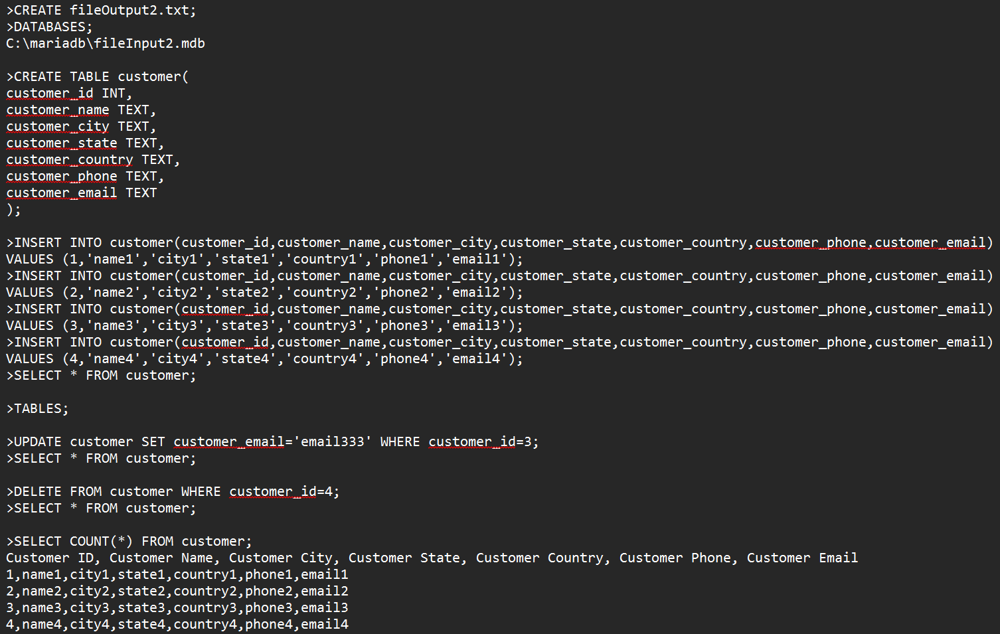 >CREATE fileOutput2.txt;
>DATABASES;
C:\mariadb\fileInput2.mdb
>CREATE TABLE customer(
customer_id INT,
customer_name TEXT,
customer_city TEXT,
customer_state TEXT,
customer_country TEXT,
customer_phone TEXT,
customer_email TEXT
);
>INSERT INTO customer(customer_id,customer_name,customer_city,customer_state,customer_country,customer_phone,customer_email)
VALUES (1,'name1','city1','state1','country1','phone1','email1');
>INSERT INTO customer(customer_id,customer_name,customer_city,customer_state,customer_country,customer_phone,customer_email)
VALUES (2,'name2','city2','state2','country2','phone2','email2');
>INSERT INTO customer(customer_id,customer_name,customer_city,customer_state,customer_country,customer_phone,customer_email)
VALUES (3,'name3','city3','state3','country3','phone3','email3');
>INSERT INTO customer(customer_id,customer_name,customer_city,customer_state,customer_country,customer_phone,customer_email)
VALUES (4,'name4','city4','state4','country4','phone4','email4');
>SELECT * FROM customer;
>TABLES;
>UPDATE customer SET customer_email='email333' WHERE customer_id=3;
>SELECT * FROM customer;
>DELETE FROM customer WHERE customer_id=4;
>SELECT * FROM customer;
>SELECT COUNT(*) FROM customer;
Customer ID, Customer Name, Customer City, Customer State, Customer Country, Customer Phone, Customer Email
1,name1,city1,state1,country1,phone1,email1
2,name2,city2,state2,country2,phone2,email2
3,name3,city3,state3,country3,phone3,email3
4,name4,city4,state4,country4,phone4,email4